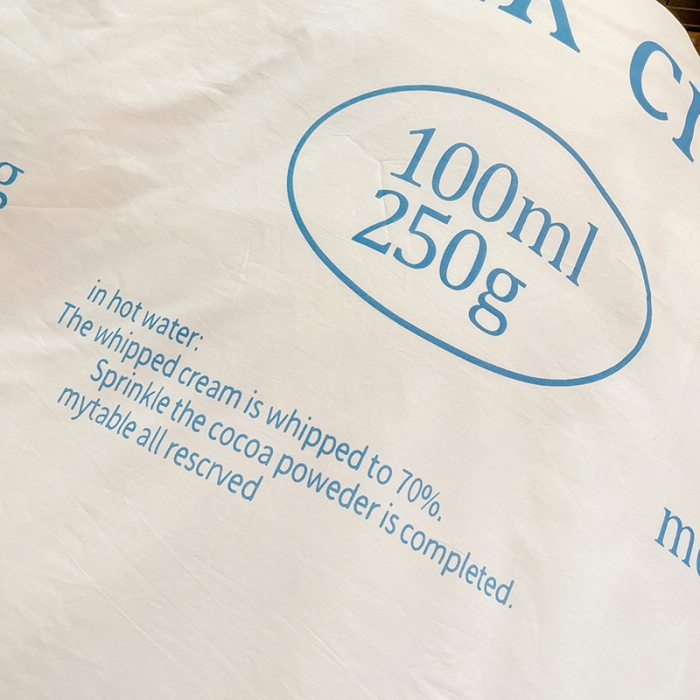 100ml
250g
in hot water:
The whipped cream is whipped to 70%.
Sprinkle the cocoa poweder is completed.
mytable all rescrved